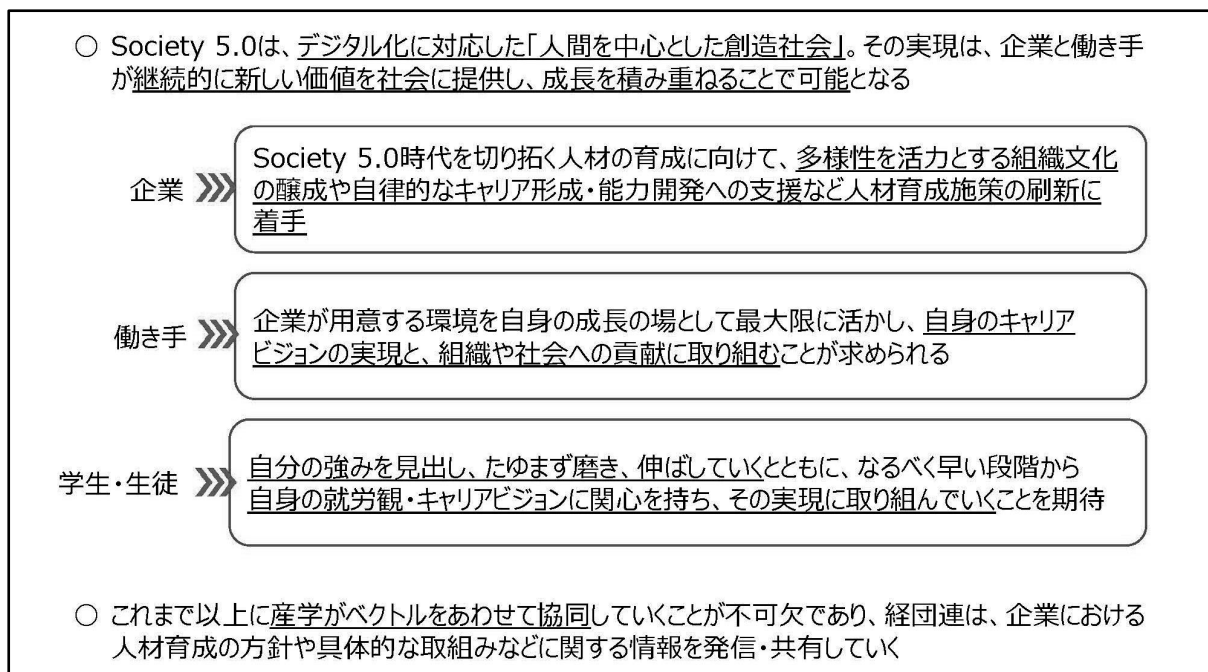 ○ Society 5.0は、デジタル化に対応した「人間を中心とした創造社会」。その実現は、企業と働き手
が継続的に新しい価値を社会に提供し、成長を積み重ねることで可能となる
企業
Society 5.0時代を切り拓く人材の育成に向けて、多様性を活力とする組織文化
の醸成や自律的なキャリア形成・能力開発への支援など人材育成施策の刷新に
着手
働き手
企業が用意する環境を自身の成長の場として最大限に活かし、自身のキャリア
ビジョンの実現と、組織や社会への貢献に取り組むことが求められる
学生・生徒
自分の強みを見出し、たゆまず磨き、伸ばしていくとともに、なるべく早い段階から
自身の就労観・キャリアビジョンに関心を持ち、その実現に取り組んでいくことを期待
○ これまで以上に産学がベクトルをあわせて協同していくことが不可欠であり、経団連は、企業における
人材育成の方針や具体的な取組みなどに関する情報を発信・共有していく